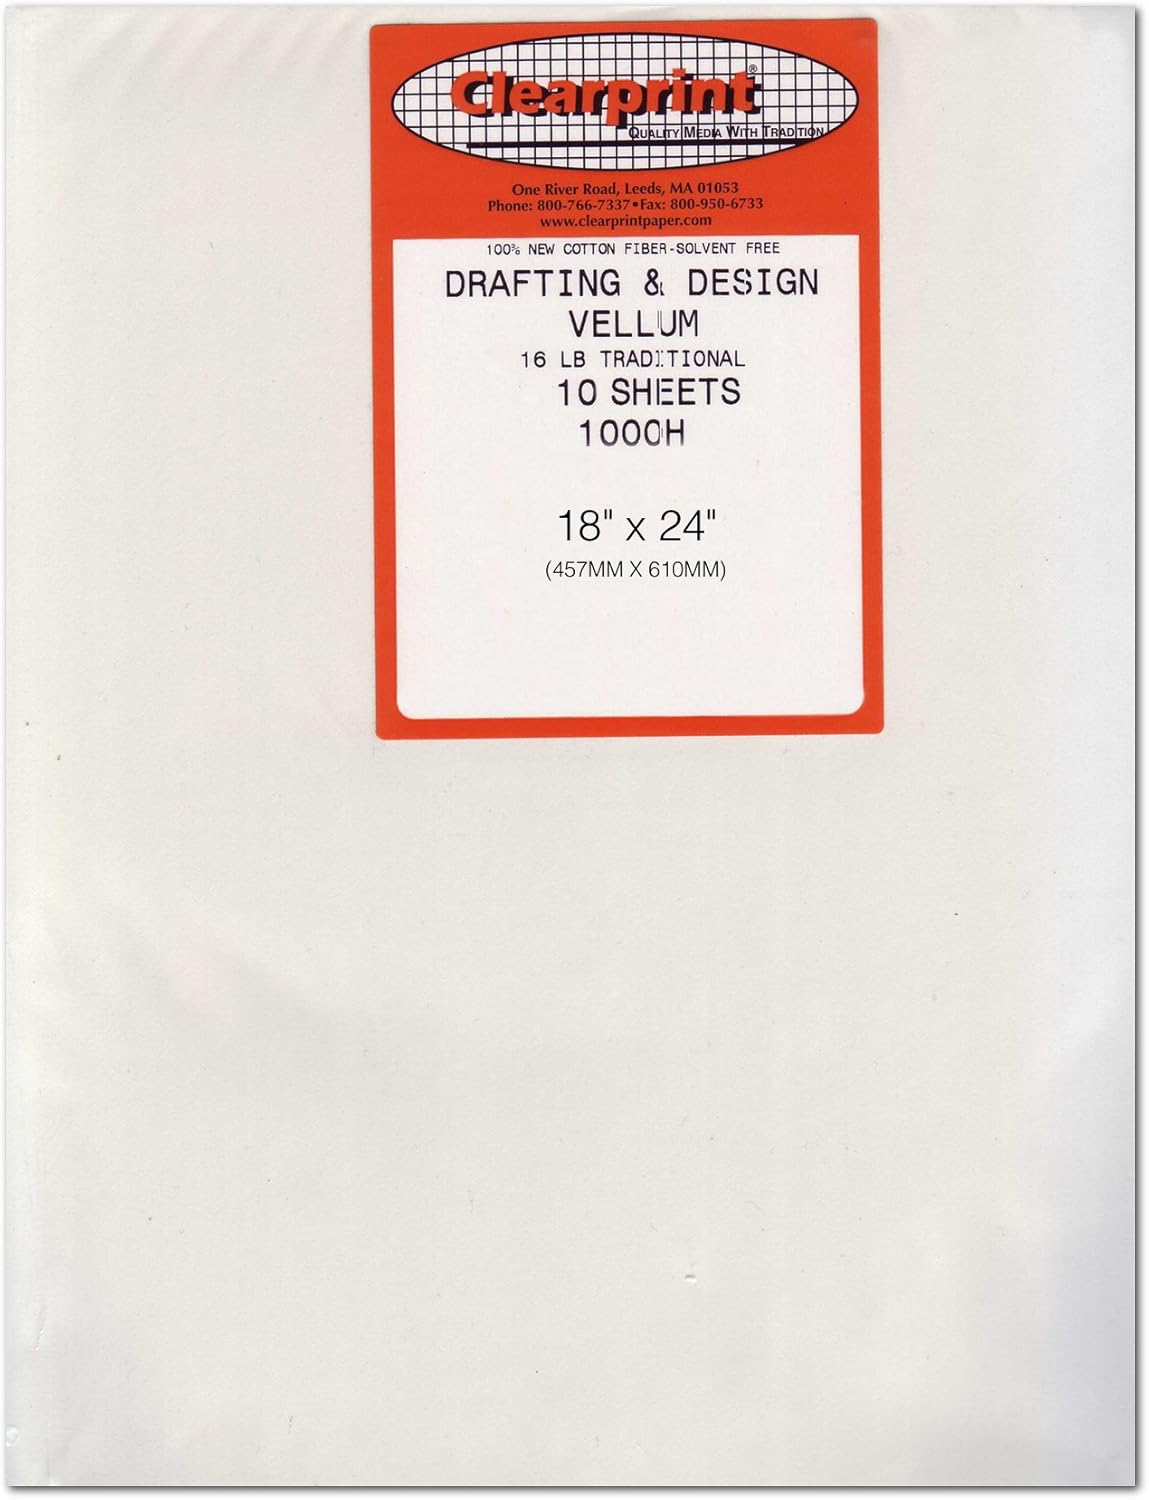 Clearprint®
QUALITY MEDIA WITH TRADITION
One River Road, Leeds, MA 01053
Phone: 800-766-7337•Fax: 800-950-6733
www.clearprintpaper.com
100% NEW COTTON FIBER-SOLVENT FREE
DRAFTING & DESIGN
VELLUM
16 LB TRADITIONAL
10 SHEETS
1000H
18" x 24"
(457MM X 610MM)